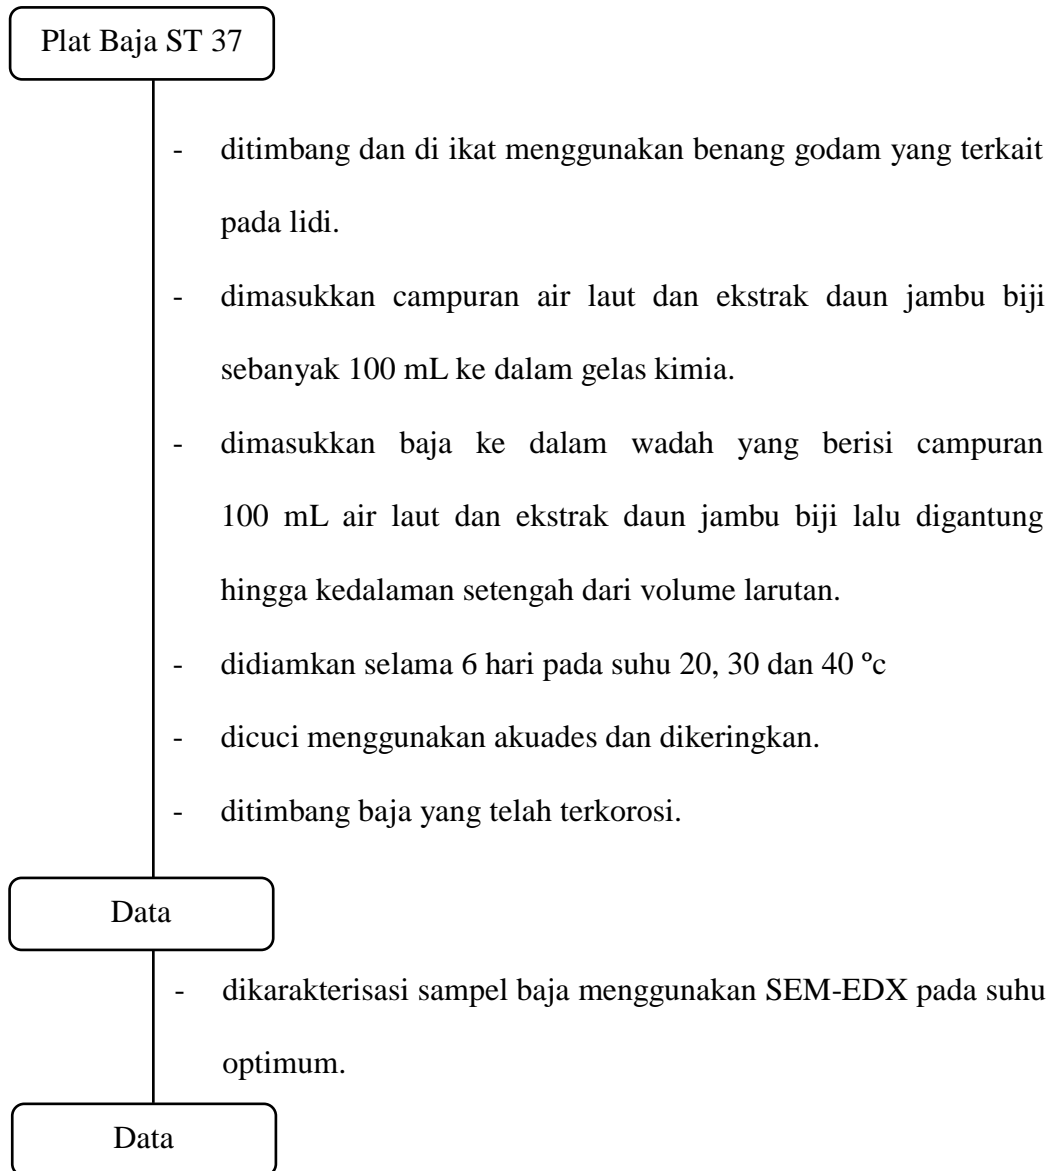 Plat Baja ST 37
- ditimbang dan di ikat menggunakan benang godam yang terkait
pada lidi.
- dimasukkan campuran air laut dan ekstrak daun jambu biji
sebanyak 100 mL ke dalam gelas kimia.
- dimasukkan baja ke dalam wadah yang berisi campuran
100 mL air laut dan ekstrak daun jambu biji lalu digantung
hingga kedalaman setengah dari volume larutan.
- didiamkan selama 6 hari pada suhu 20, 30 dan 40 ºc
- dicuci menggunakan akuades dan dikeringkan.
- ditimbang baja yang telah terkorosi.
Data
- dikarakterisasi sampel baja menggunakan SEM-EDX pada suhu
optimum.
Data